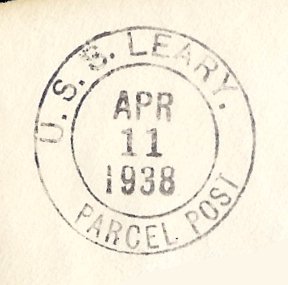 U. S. S. LEARY.
APR
11
1938
PARCEL POST